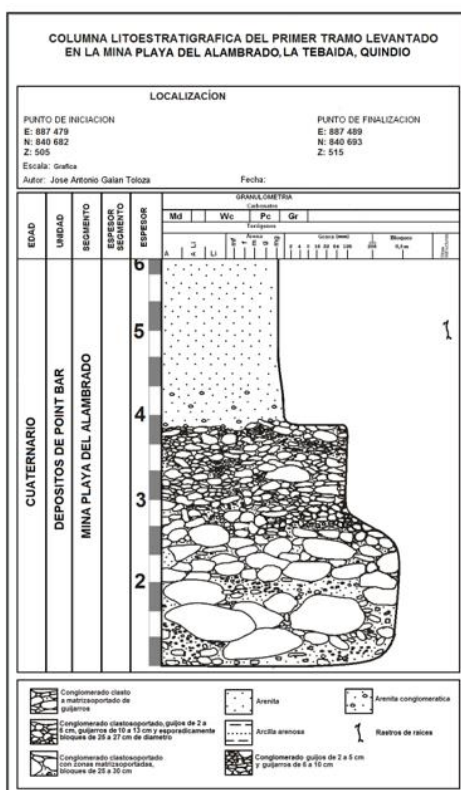 COLUMNA LITOESTRATIGRAFICA DEL PRIMER TRAMO LEVANTADO
EN LA MINA PLAYA DEL ALAMBRADO, LA TEBAIDA, QUINDIO
LOCALIZACÍON
PUNTO DE INICIACION
E: 887 479
N: 840 682
Z: 505
PUNTO DE FINALIZACION
E: 887 489
N: 840 693
Z: 515
Escala: Grafica
Autor: Jose Antonio Galan Toloza
Fecha:
EDAD
UNIDAD
SEGMENTO
ESPESOR SEGMENTO
ESPESOR
GRANULOMETRIA
Carbonatos
Md Wc Pc Gr
Terrígenos
Arena Grava (mm) Bloques
A A Li Li mf f m g mg
6
5
4
3
2
CUATERNARIO
DEPOSITOS DE POINT BAR
MINA PLAYA DEL ALAMBRADO
Conglomerado clasto
a matrizsoportado de
guijarros
Conglomerado clastosoportado, guijos de 2 a
5 cm, guijarros de 10 a 13 cm y esporadicamente
bloques de 25 a 27 cm de diametro
Conglomerado clastosoportado
con zonas matrizsoportadas,
bloques de 25 a 30 cm
Arenita
Arcilla arenosa
Conglomerado guijos de 2 a 5 cm
y guijarros de 6 a 10 cm
Arenita conglomeratica
Rastros de raices